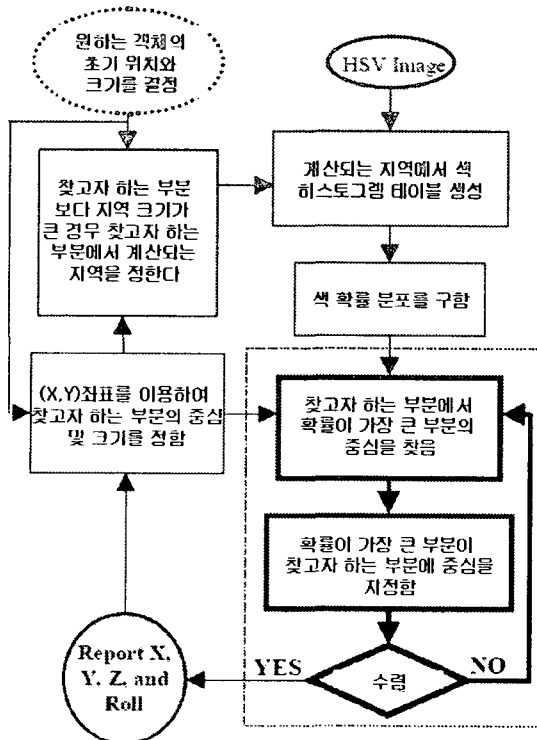 원하는 객체의
초기 위치와
크기를 결정
HSV Image
찾고자 하는 부분
보다 지역 크기가
큰 경우 찾고자 하는
부분에서 계산되는
지역을 정한다
계산되는 지역에서 색
히스토그램 테이블 생성
색 확률 분포를 구함
(X,Y)좌표를 이용하여
찾고자 하는 부분의 중심
및 크기를 정함
찾고자 하는 부분에서
확률이 가장 큰 부분의
중심을 찾음
확률이 가장 큰 부분이
찾고자 하는 부분에 중심을
지정함
Report X,
Y, Z, and
Roll
YES
수렴
NO